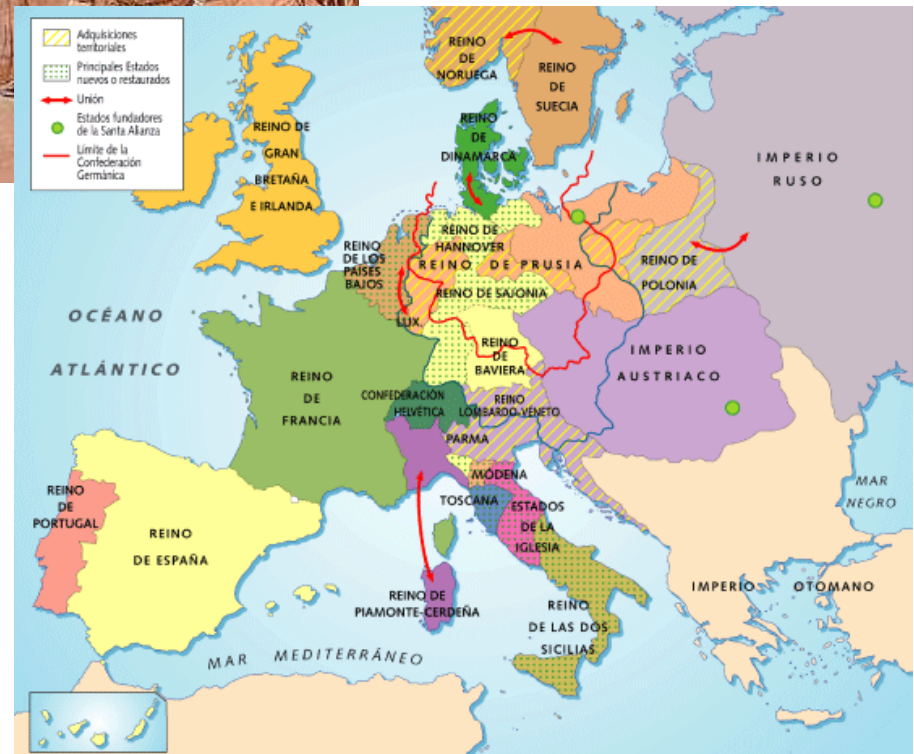 Adquisiciones
territoriales
Principales Estados
nuevos o restaurados
Unión
Estados fundadores
de la Santa Alianza
Límite de la
Confederación
Germánica
REINO
DE
NORUEGA
REINO
DE
SUECIA
REINO DE
GRAN
BRETAÑA
E IRLANDA
REINO
DE
DINAMARCA
IMPERIO
RUSO
REINO
DE LOS
PAÍSES
BAJOS
REINO DE
HANNOVER
REINO DE PRUSIA
REINO DE
POLONIA
REINO DE SAJONIA
LUX.
OCÉANO
ATLÁNTICO
REINO
DE
BAVIERA
IMPERIO
AUSTRIACO
REINO
DE
FRANCIA
CONFEDERACIÓN
HELVÉTICA
REINO
LOMBARDO-VENETO
PARMA
MÓDENA
TOSCANA
ESTADOS
DE LA
IGLESIA
MAR
NEGRO
REINO
DE
PORTUGAL
REINO
DE ESPAÑA
REINO DE
PIAMONTE-CERDEÑA
REINO
DE LAS DOS
SICILIAS
IMPERIO OTOMANO
MAR MEDITERRÁNEO